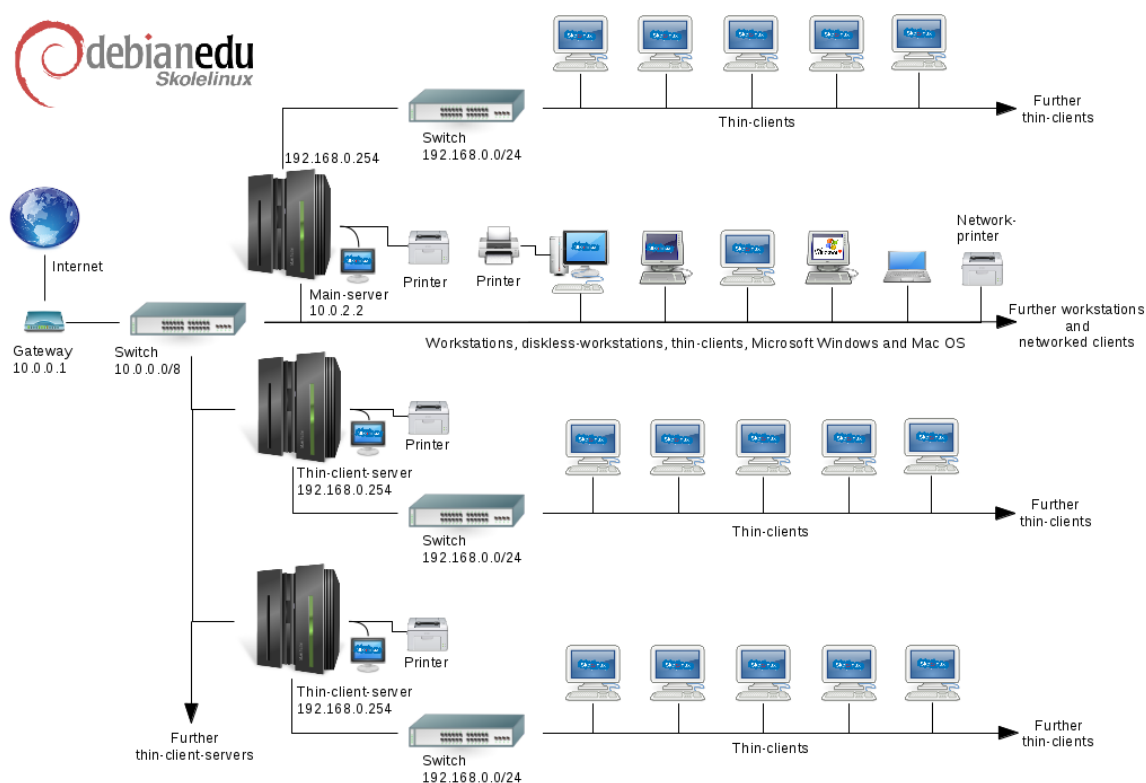 debianedu
Skolelinux
Further
thin-clients
Thin-clients
Switch
192.168.0.0/24
192.168.0.254
Network-
printer
Internet
Printer
Printer
Main-server
10.0.2.2
Further workstations
and
networked clients
Gateway
10.0.0.1
Switch
10.0.0.0/8
Workstations, diskless-workstations, thin-clients, Microsoft Windows and Mac OS
Printer
Thin-client-server
192.168.0.254
Further
thin-clients
Thin-clients
Switch
192.168.0.0/24
Printer
Thin-client-server
192.168.0.254
Further
thin-clients
Further
thin-client-servers
Thin-clients
Switch
192.168.0.0/24